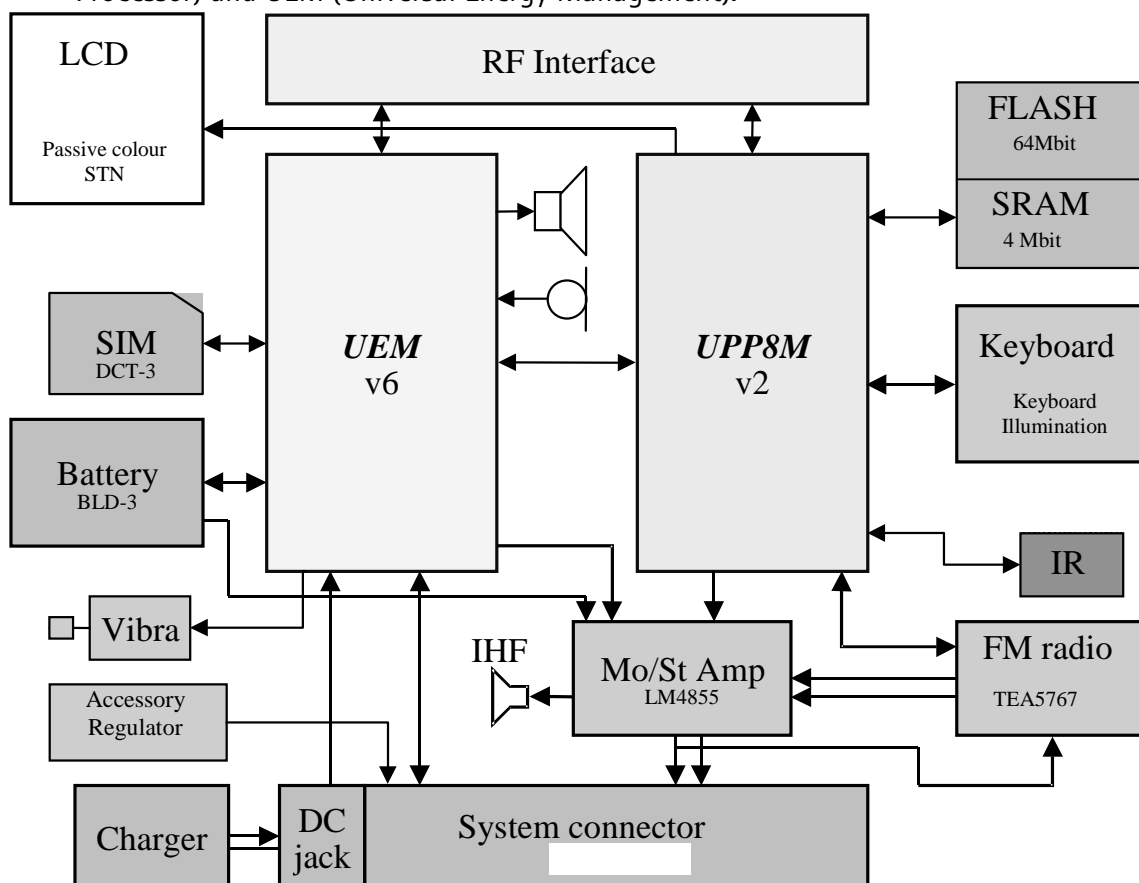 Processor) and UEM (Universal Energy Management).
LCD
Passive colour
STN
RF Interface
FLASH
64Mbit
SRAM
4 Mbit
SIM
DCT-3
UEM
v6
UPP8M
v2
Keyboard
Keyboard
Illumination
Battery
BLD-3
IR
Vibra
IHF
Mo/St Amp
LM4855
FM radio
TEA5767
Accessory
Regulator
Charger
DC
jack
System connector